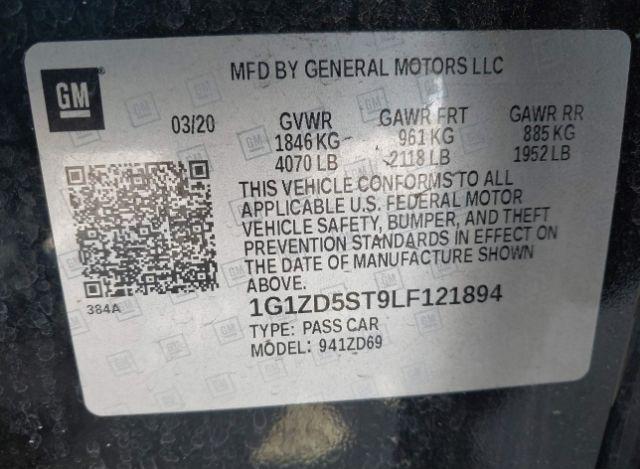 GM
MFD BY GENERAL MOTORS LLC
03/20 GVWR GAWR FRT GAWR RR
1846 KG 961 KG 885 KG
4070 LB 2118 LB 1952 LB
THIS VEHICLE CONFORMS TO ALL
APPLICABLE U.S. FEDERAL MOTOR
VEHICLE SAFETY, BUMPER, AND THEFT
PREVENTION STANDARDS IN EFFECT ON
THE DATE OF MANUFACTURE SHOWN
ABOVE.
384A
1G1ZD5ST9LF121894
TYPE: PASS CAR
MODEL: 941ZD69